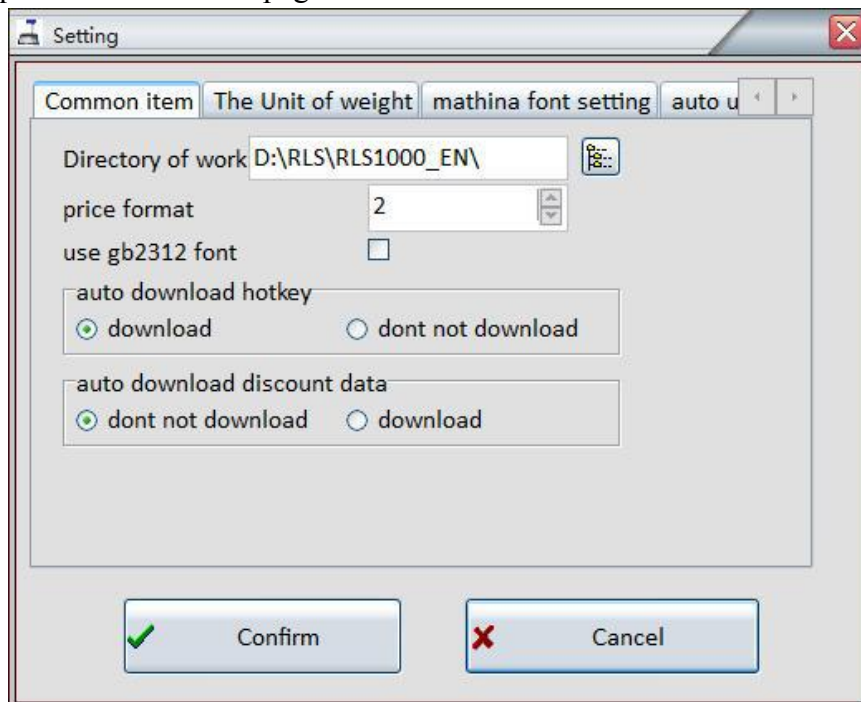 Setting
Common item The Unit of weight mathina font setting auto u
Directory of work D:\RLS\RLS1000_EN\
price format 2
use gb2312 font
auto download hotkey
download dont not download
auto download discount data
dont not download download
Confirm Cancel